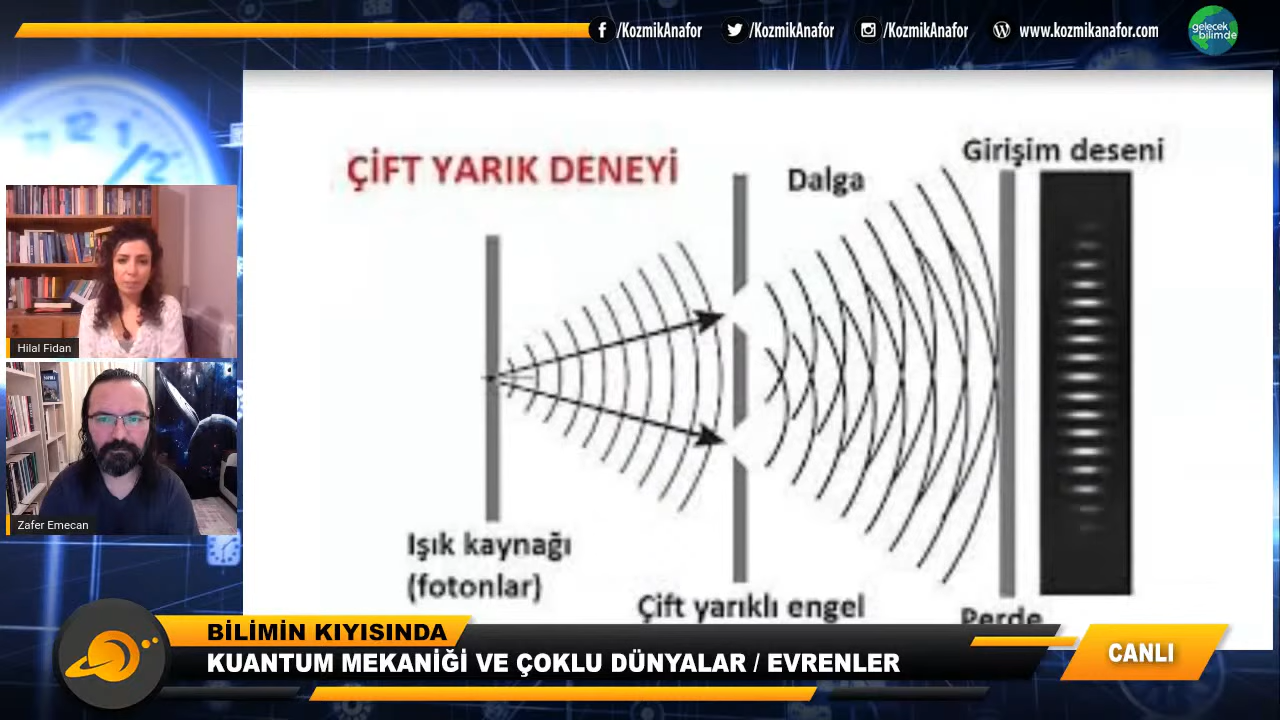 /KozmikAnafor
/KozmikAnafor
/KozmikAnafor
www.kozmikanafor.com
gelecek
bilimde
ÇİFT YARIK DENEYİ
Dalga
Girişim deseni
Işık kaynağı
(fotonlar)
Çift yarıklı engel
Perde
Hilal Fidan
Zafer Emecan
BİLİMİN KIYISINDA
KUANTUM MEKANİĞİ VE ÇOKLU DÜNYALAR / EVRENLER
CANLI